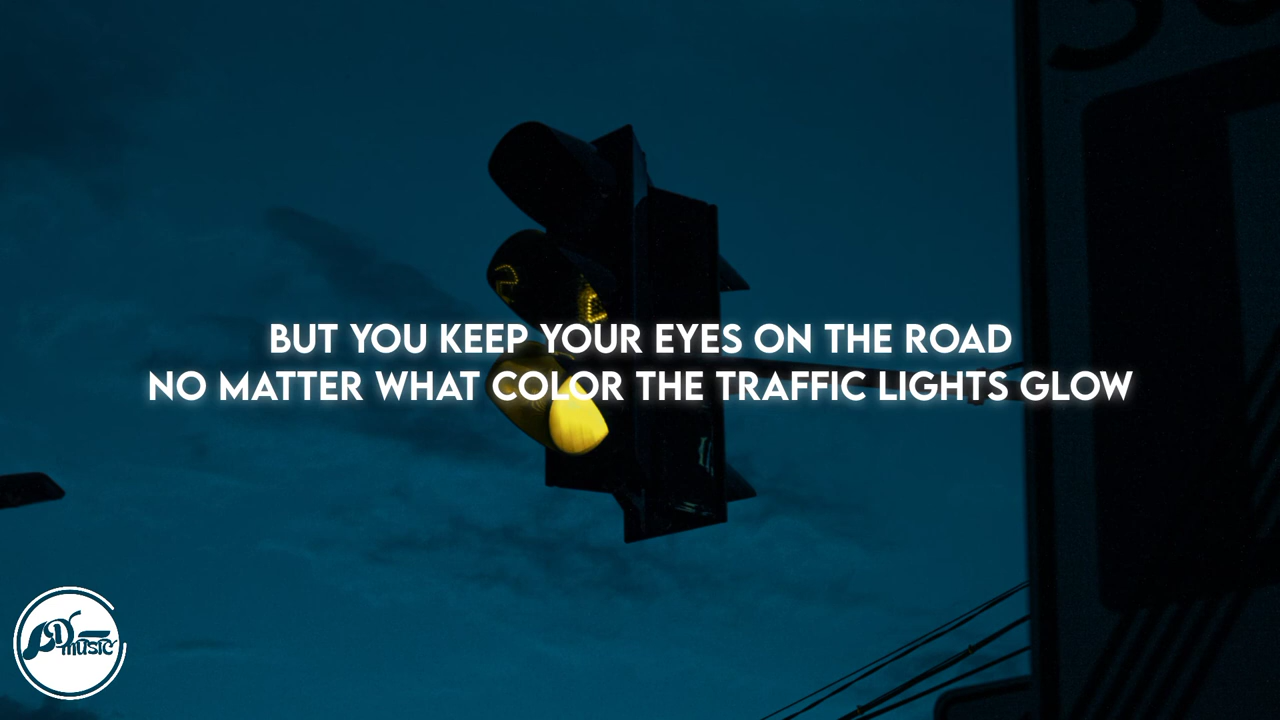 BUT YOU KEEP YOUR EYES ON THE ROAD
NO MATTER WHAT COLOR THE TRAFFIC LIGHTS GLOW
music